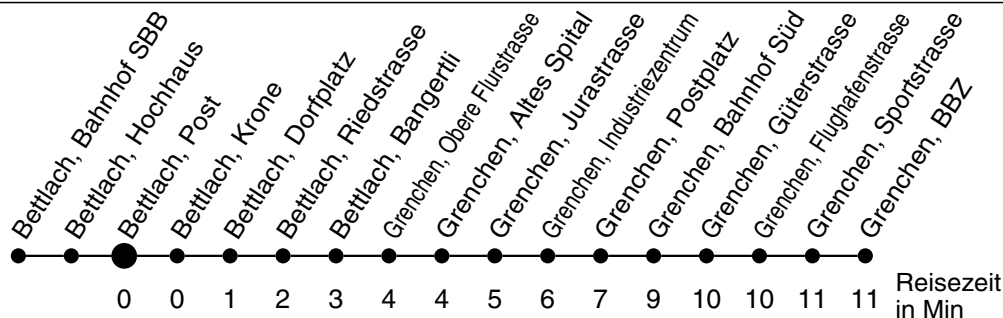 Bettlach, Bahnhof SBB
Bettlach, Hochhaus
Bettlach, Post
Bettlach, Krone
Bettlach, Dorfplatz
Bettlach, Riedstrasse
Bettlach, Bangertli
Grenchen, Obere Flurstrasse
Grenchen, Altes Spital
Grenchen, Jurastrasse
Grenchen, Industriezentrum
Grenchen, Postplatz
Grenchen, Bahnhof Süd
Grenchen, Güterstrasse
Grenchen, Flughafenstrasse
Grenchen, Sportstrasse
Grenchen, BBZ
0 0 1 2 3 4 4 5 6 7 9 10 10 11 11
Reisezeit
in Min